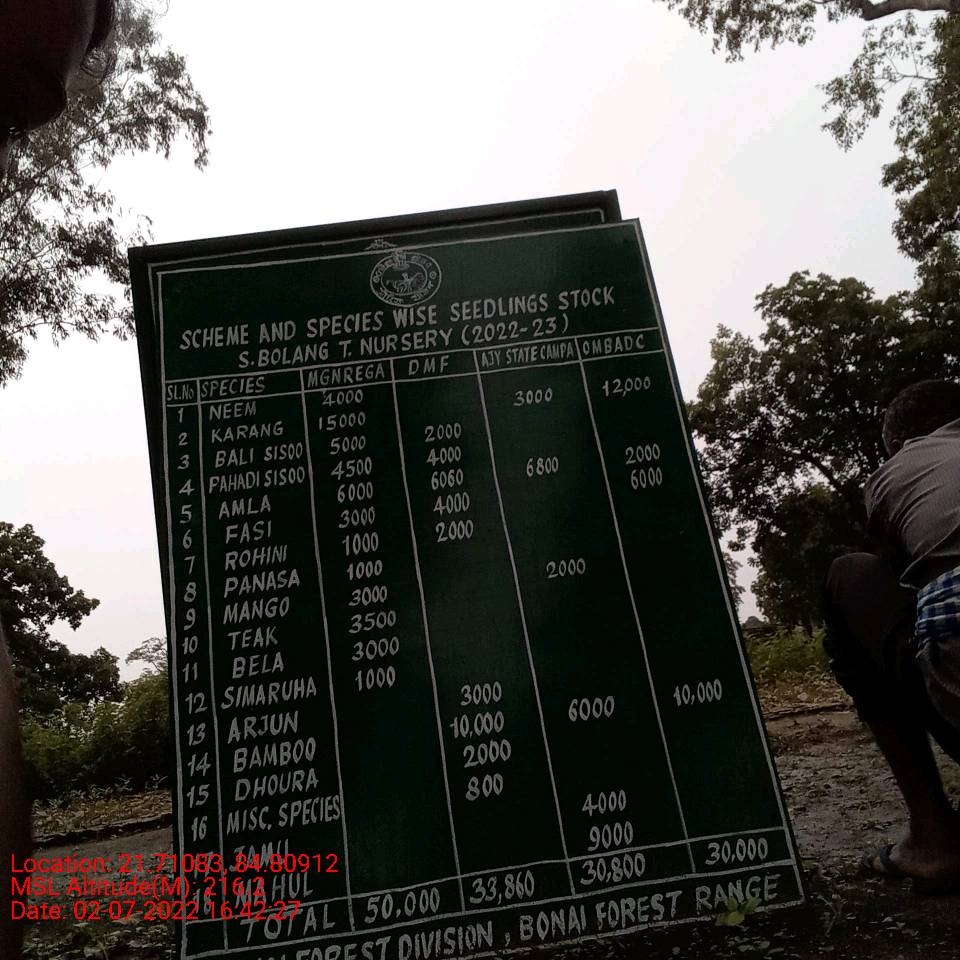 SCHEME AND SPECIES WISE SEEDLINGS STOCK
S.BOLANG T. NURSERY (2022-23)
SL.No SPECIES MGNREGA DMF AJY STATE CAMPA OMBADC
1 NEEM 4000 3000 12,000
2 KARANG 15000
3 BALI SISOO 5000 2000
4 PAHADI SISOO 4500 4000
5 AMLA 6000 6060 6800 2000
6 FASI 3000 4000 6000
7 ROHINI 1000 2000
8 PANASA 1000
9 MANGO 3000 2000
10 TEAK 3500
11 BELA 3000
12 SIMARUHA 1000
13 ARJUN 3000
14 BAMBOO 10,000 6000 10,000
15 DHOURA 2000
16 MISC. SPECIES 800
JAMU 4000
9000
TOTAL 50,000 33,860 30,800 30,000
FOREST DIVISION, BONAI FOREST RANGE
Location: 21.71083, 84.80912
MSL Altitude(M): 216.2
Date: 02-07-2022 16:42:27